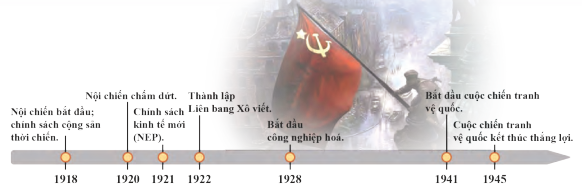 Nội chiến bắt đầu;
chính sách cộng sản
thời chiến.
1918
Nội chiến chấm dứt.
1920
Chính sách
kinh tế mới
(NEP).
1921
Thành lập
Liên bang Xô viết.
1922
Bắt đầu
công nghiệp hoá.
1928
Bắt đầu cuộc chiến tranh
vệ quốc.
1941
Cuộc chiến tranh
vệ quốc kết thúc thắng lợi.
1945